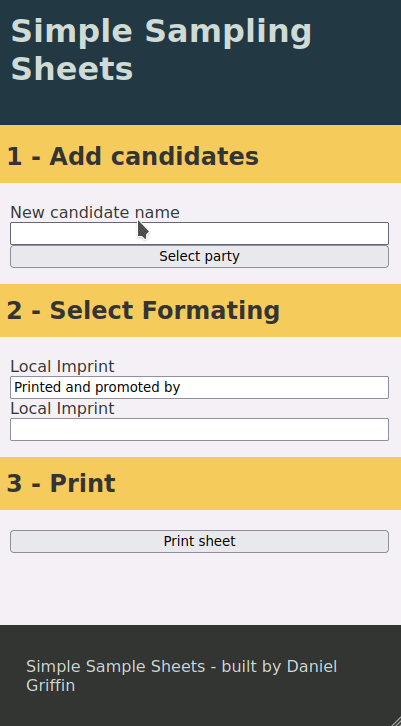 Simple Sampling
Sheets
1 - Add candidates
New candidate name
Select party
2 - Select Formating
Local Imprint
Printed and promoted by
Local Imprint
3 - Print
Print sheet
Simple Sample Sheets - built by Daniel
Griffin